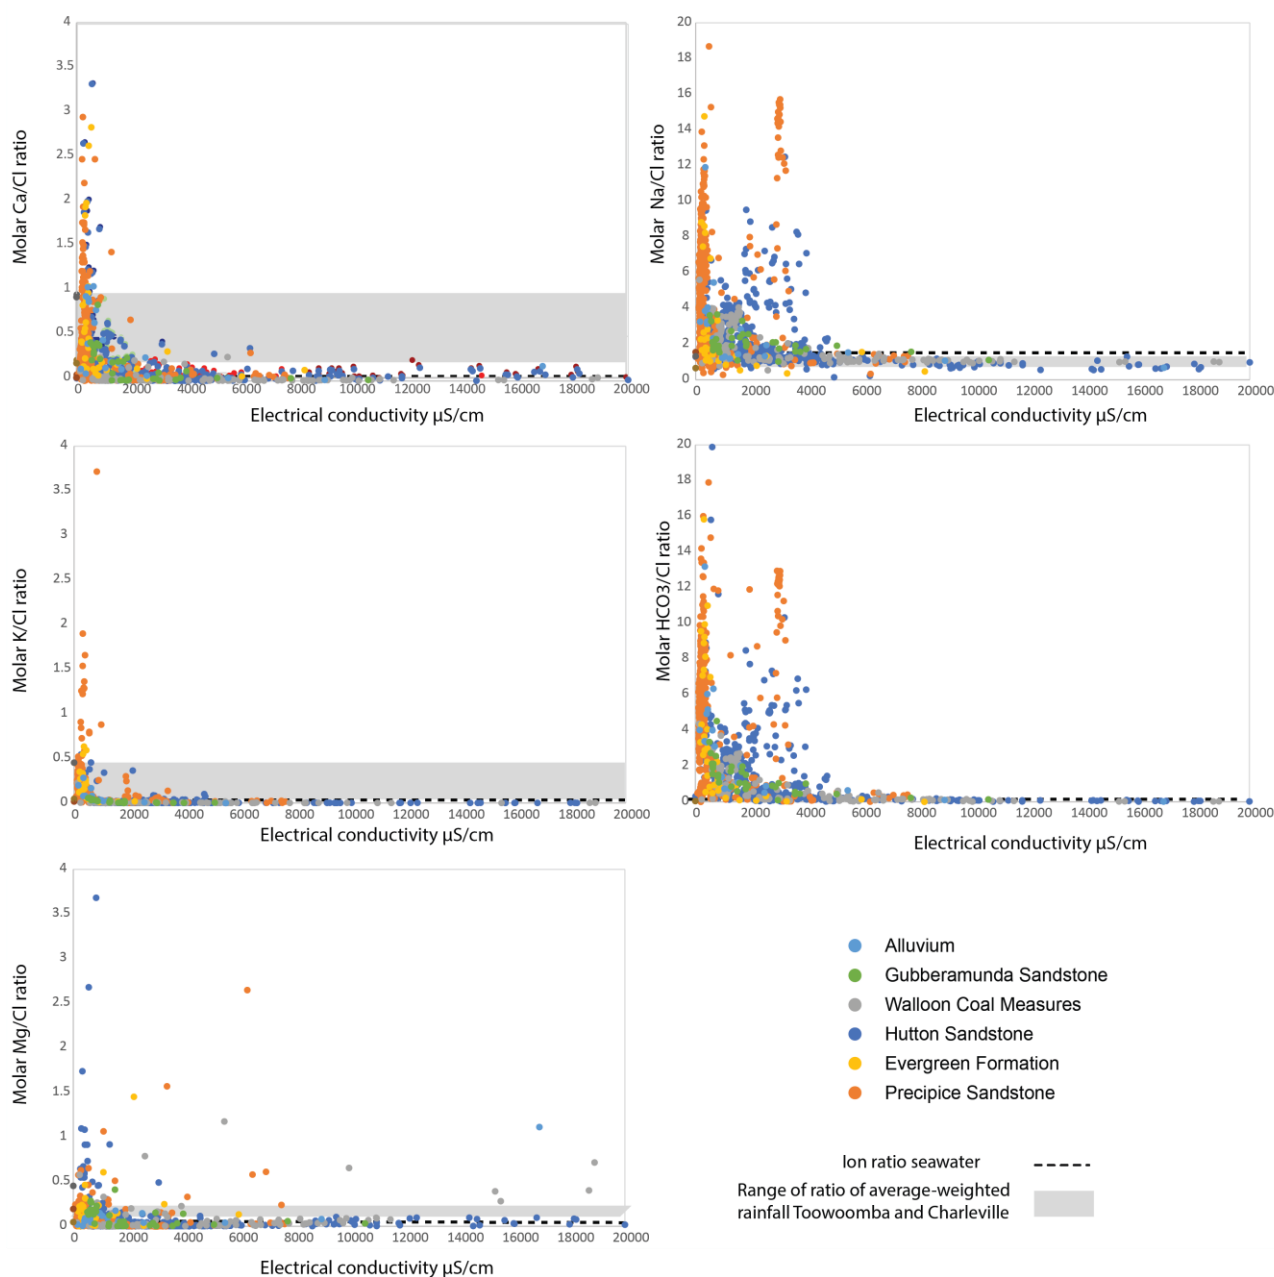 4
3.5
3
2.5
2
1.5
1
0.5
0
Molar Ca/Cl ratio
0 2000 4000 6000 8000 10000 12000 14000 16000 18000 20000
Electrical conductivity µS/cm
20
18
16
14
12
10
8
6
4
2
0
Molar Na/Cl ratio
0 2000 4000 6000 8000 10000 12000 14000 16000 18000 20000
Electrical conductivity µS/cm
4
3.5
3
2.5
2
1.5
1
0.5
0
Molar K/Cl ratio
0 2000 4000 6000 8000 10000 12000 14000 16000 18000 20000
Electrical conductivity µS/cm
20
18
16
14
12
10
8
6
4
2
0
Molar HCO3/Cl ratio
0 2000 4000 6000 8000 10000 12000 14000 16000 18000 20000
Electrical conductivity µS/cm
4
3.5
3
2.5
2
1.5
1
0.5
0
Molar Mg/Cl ratio
0 2000 4000 6000 8000 10000 12000 14000 16000 18000 20000
Electrical conductivity µS/cm
Alluvium
Gubberamunda Sandstone
Walloon Coal Measures
Hutton Sandstone
Evergreen Formation
Precipice Sandstone
Ion ratio seawater
Range of ratio of average-weighted
rainfall Toowoomba and Charleville